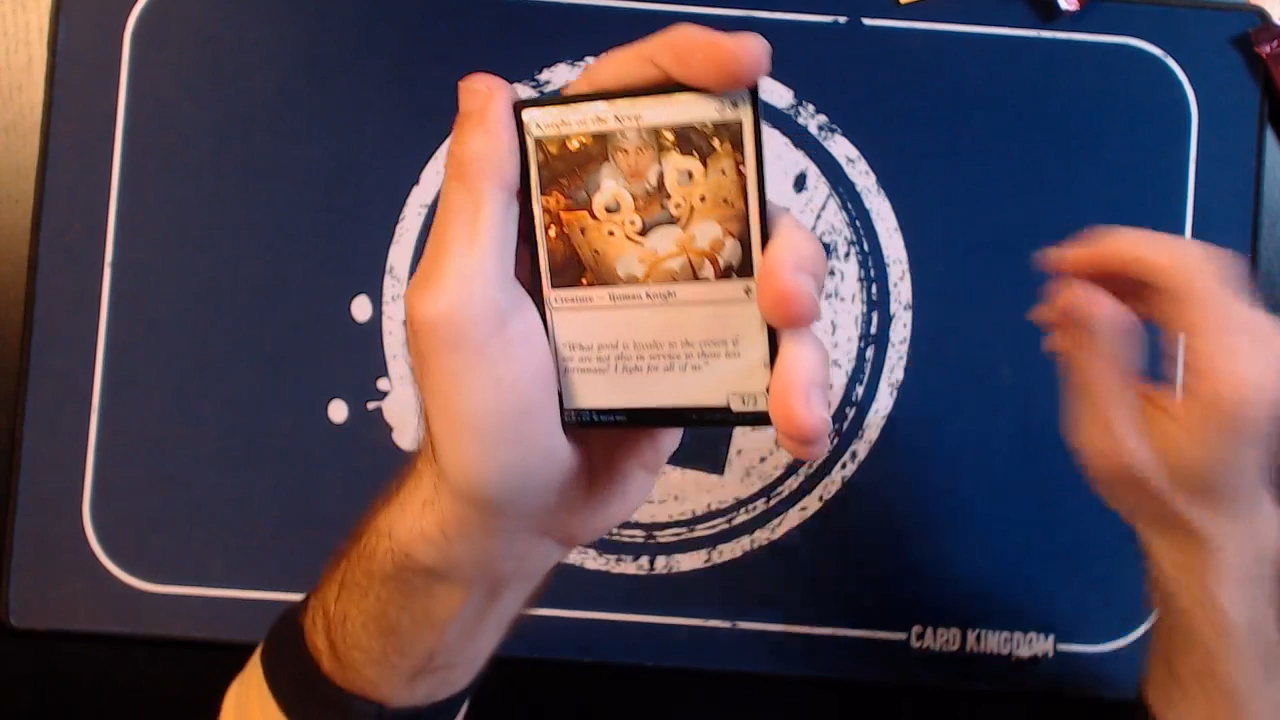 Knight of the Keep
Creature — Human Knight
"What good is loyalty to the crown if
we are not also in service to those less
fortunate? I fight for all of us."
3/2
CARD KINGDOM